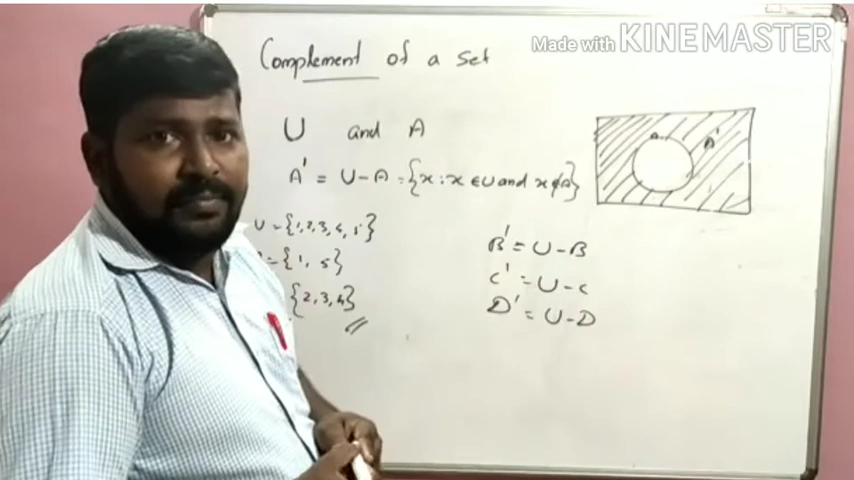 Made with KINEMASTER
Complement of a set
U and A
A' = U - A = {x : x ∈ U and x ∉ A}
A A'
U = {1, 2, 3, 4, 5}
= {1, 5}
{2, 3, 4}
B' = U - B
C' = U - C
D' = U - D